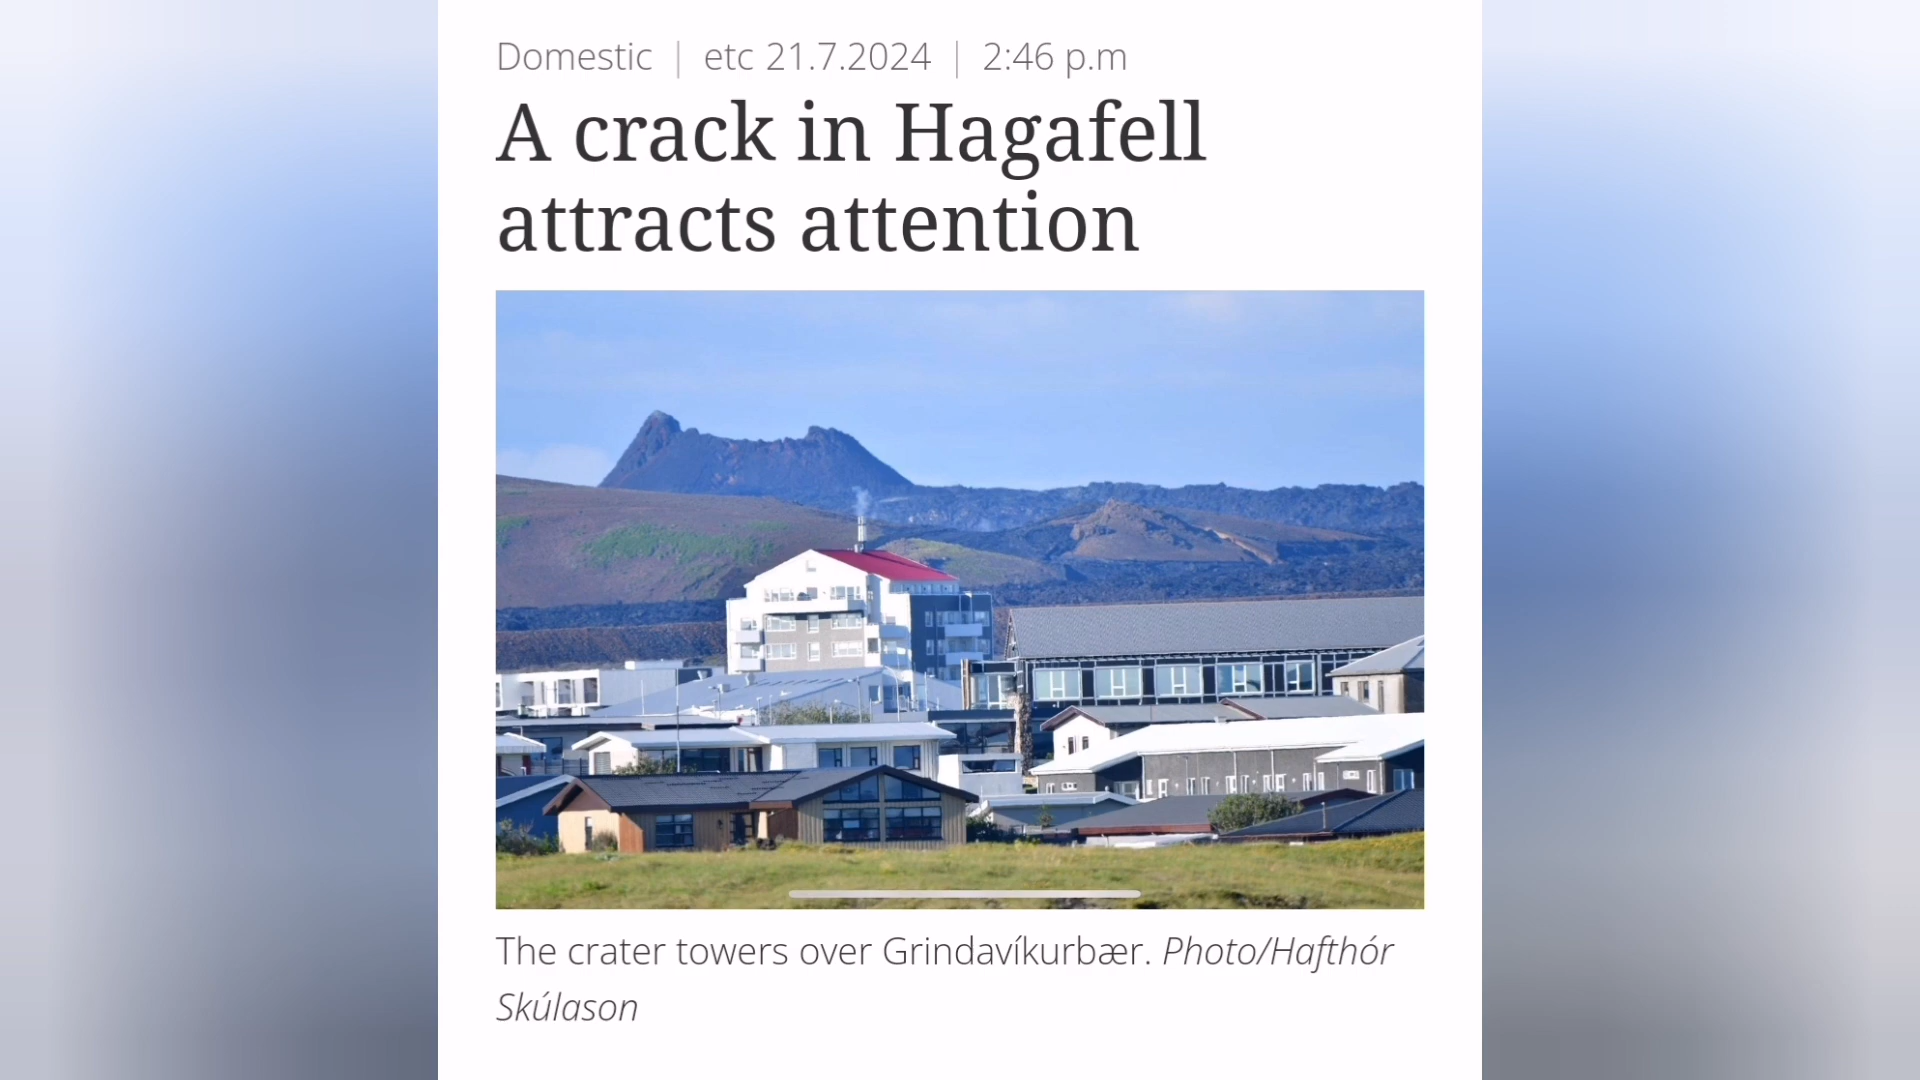 Domestic | etc 21.7.2024 | 2:46 p.m
A crack in Hagafell
attracts attention
The crater towers over Grindavíkurbær. Photo/Hafthór
Skúlason